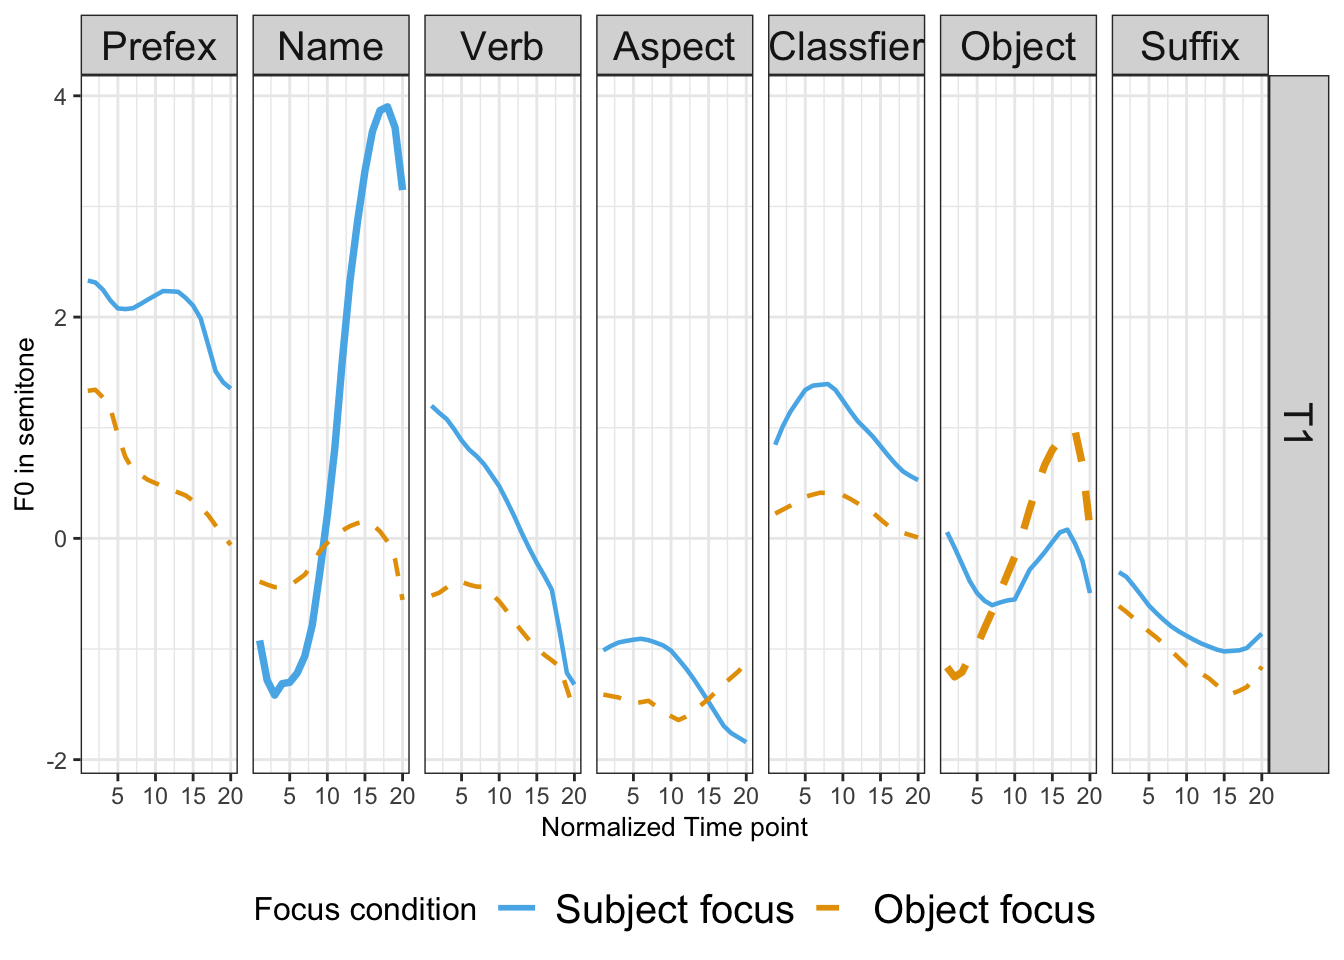 Prefex Name Verb Aspect Classfier Object Suffix
T1
4
2
0
-2
F0 in semitone
5 10 15 20 5 10 15 20 5 10 15 20 5 10 15 20 5 10 15 20 5 10 15 20 5 10 15 20
Normalized Time point
Focus condition Subject focus Object focus